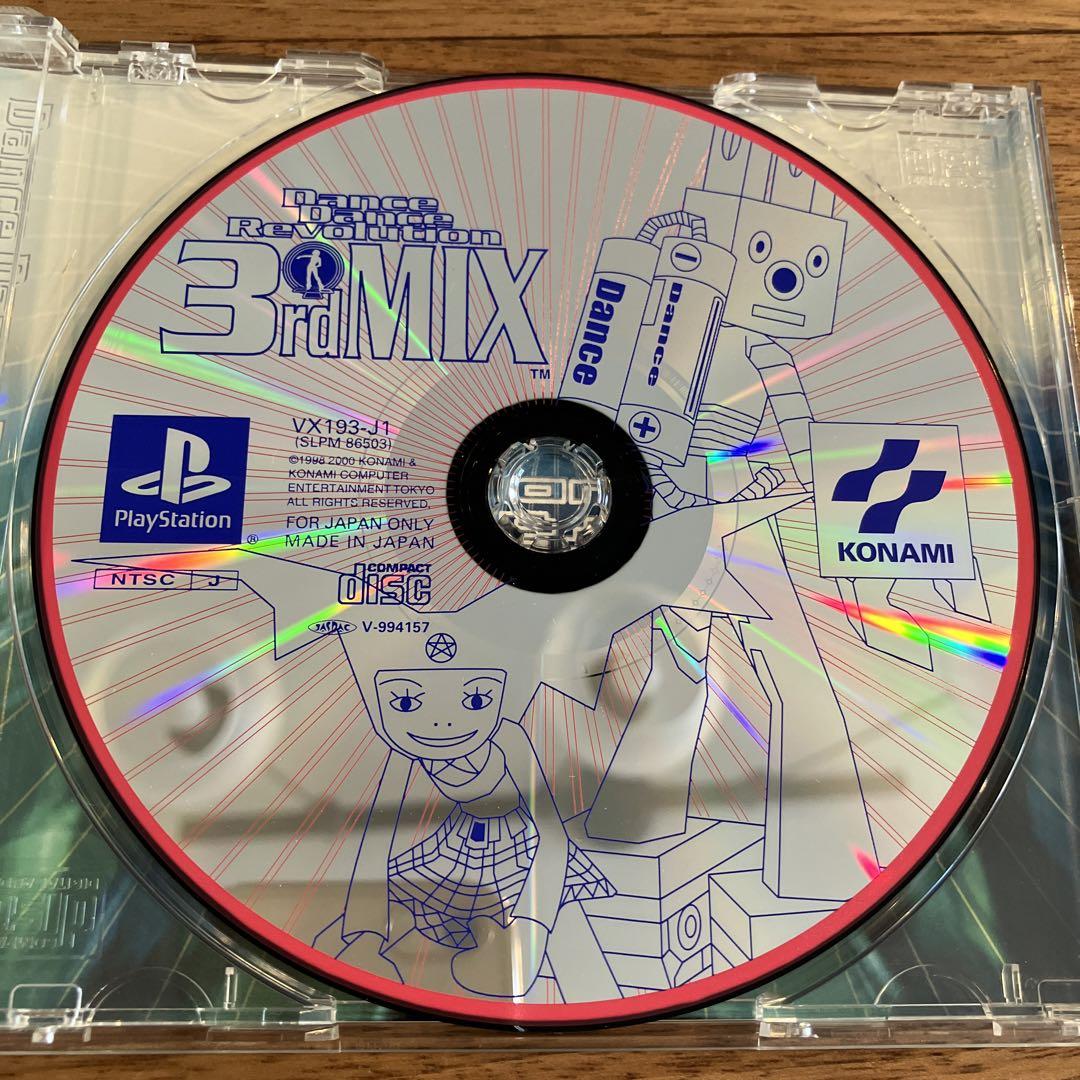 Dance
Dance
Revolution
3rdMIX
TM
Dance
Dance
VX193-J1
(SLPM 86503)
©1998 2000 KONAMI &
KONAMI COMPUTER
ENTERTAINMENT TOKYO
ALL RIGHTS RESERVED,
FOR JAPAN ONLY
MADE IN JAPAN
PlayStation
®
NTSC J
COMPACT
disc
JASRAC V-994157
KONAMI